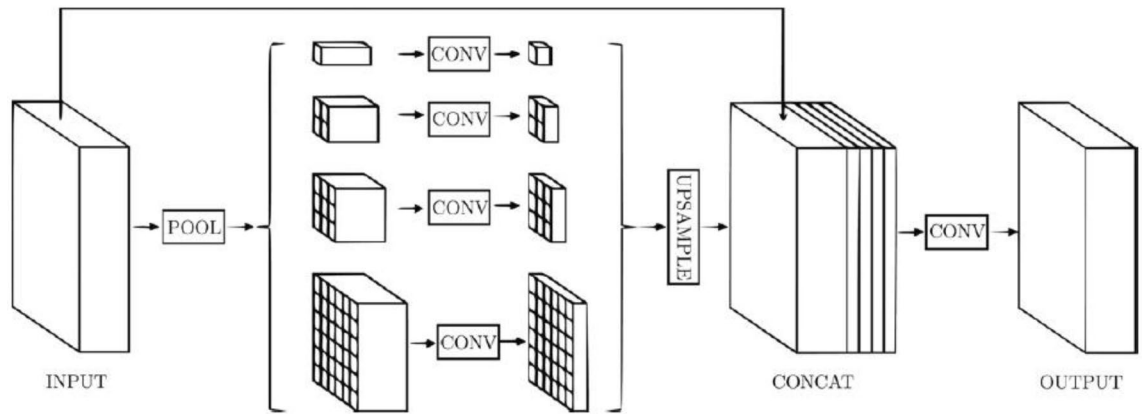 CONV
CONV
CONV
CONV
POOL
UPSAMPLE
CONV
INPUT
CONCAT
OUTPUT